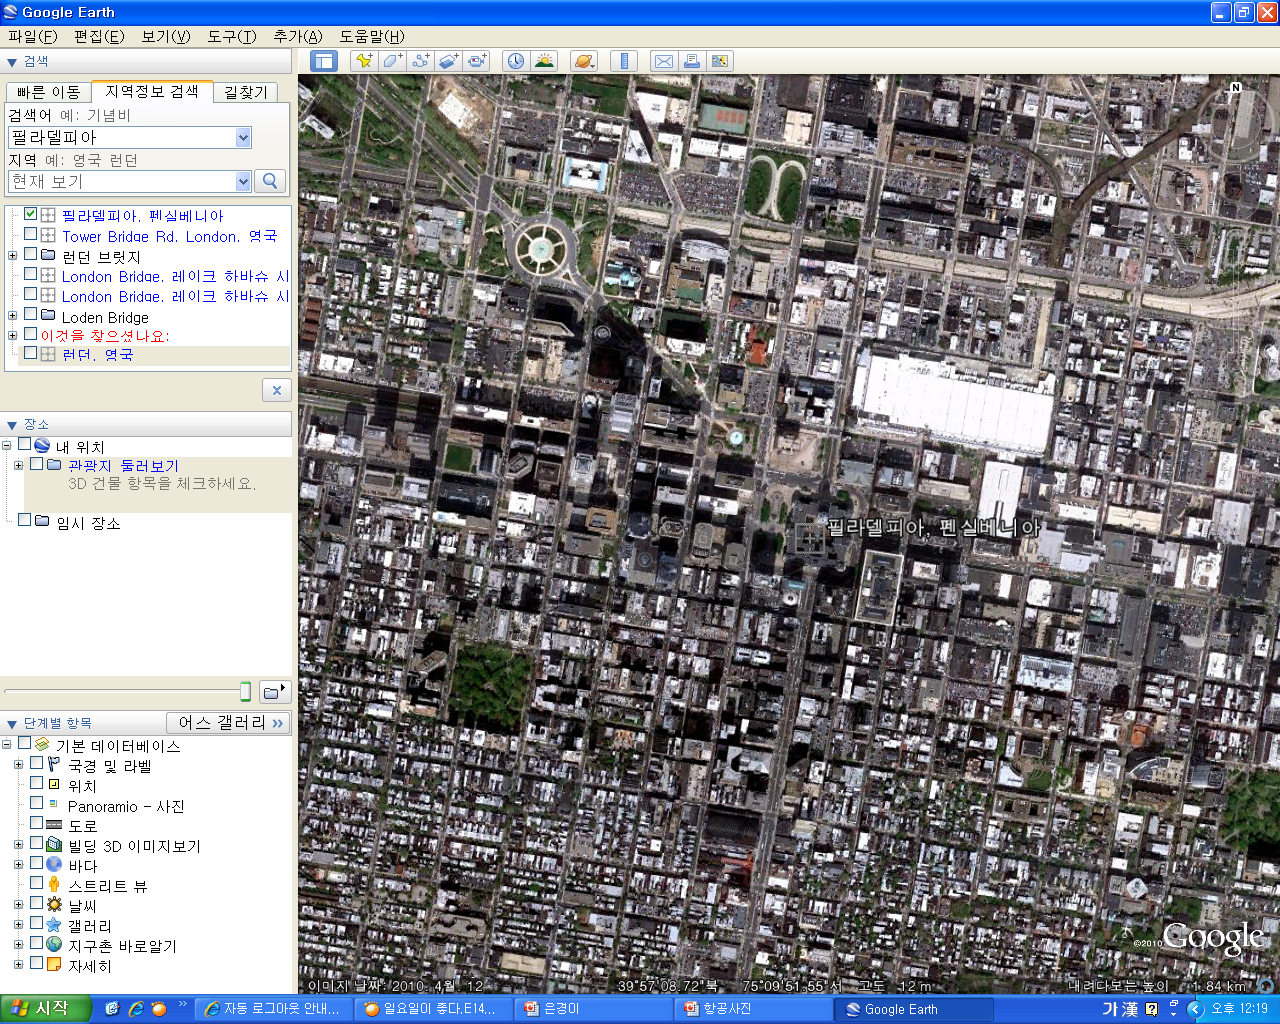 Google Earth
파일(F) 편집(E) 보기(V) 도구(T) 추가(A) 도움말(H)
검색
빠른 이동 지역정보 검색 길찾기
검색어 예: 기념비
필라델피아
지역 예: 영국 런던
현재 보기
필라델피아, 펜실베니아
Tower Bridge Rd, London, 영국
런던 브릿지
London Bridge, 레이크 하바슈 시
London Bridge, 레이크 하바슈 시
Loden Bridge
이것을 찾으셨나요:
런던, 영국
장소
내 위치
관광지 둘러보기
3D 건물 항목을 체크하세요.
임시 장소
단계별 항목 어스 갤러리 »
기본 데이터베이스
국경 및 라벨
위치
Panoramio - 사진
도로
빌딩 3D 이미지보기
바다
스트리트 뷰
날씨
갤러리
지구촌 바로알기
자세히
N
필라델피아, 펜실베니아
©2010 Google
이미지 날짜: 2010. 4월. 12 39°57'08.72"북 75°09'51.55"서 고도 12 m 내려다보는 높이 1.84 km
시작 자동 로그아웃 안내... 일요일이 좋다.E14... 은경이 항공사진 Google Earth 가 漢 오후 12:19